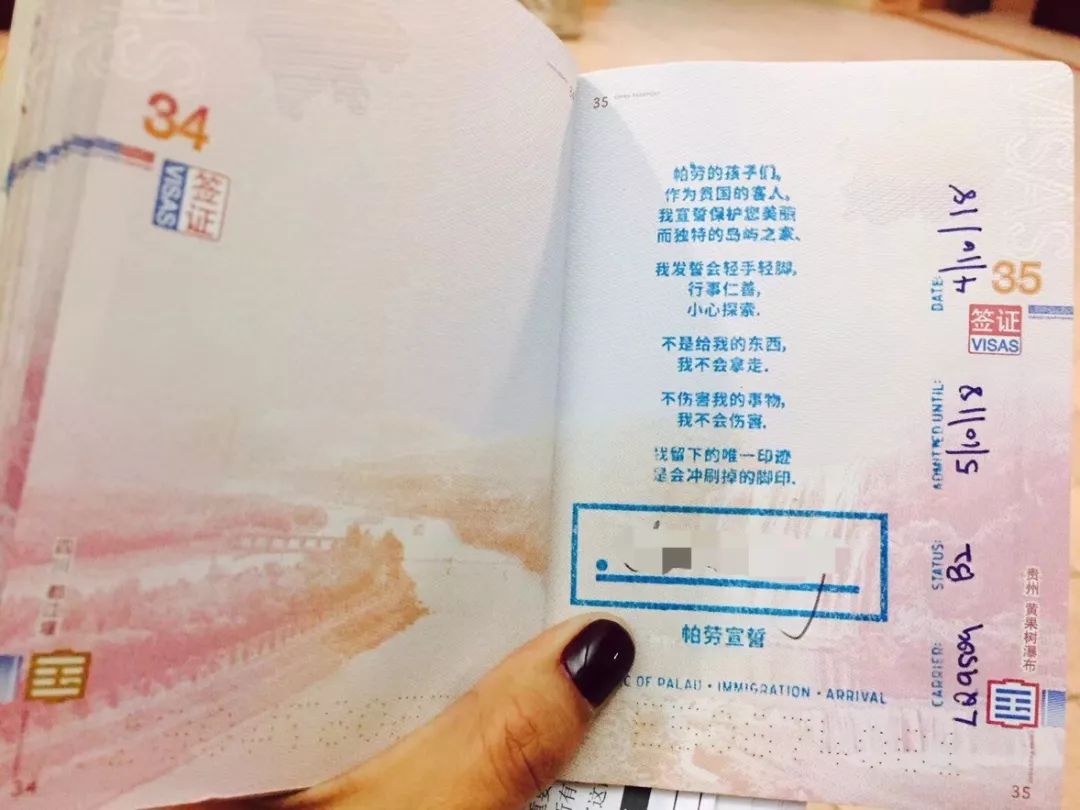 34
签证
VISAS
四川 都江堰
34
35
CHINA PASSPORT
帕劳的孩子们,
作为贵国的客人,
我宣誓保护您美丽
而独特的岛屿之家、
我发誓会轻手轻脚,
行事仁善,
小心探索.
不是给我的东西,
我不会拿走.
不伤害我的事物,
我不会伤害.
我留下的唯一印迹
是会冲刷掉的脚印.
帕劳宣誓
C OF PALAU · IMMIGRATION · ARRIVAL
DATE: 4/10/18
ADMITTED UNTIL: 5/10/18
STATUS: B2
CARRIER:
35
签证
VISAS
贵州 黄果树瀑布
35